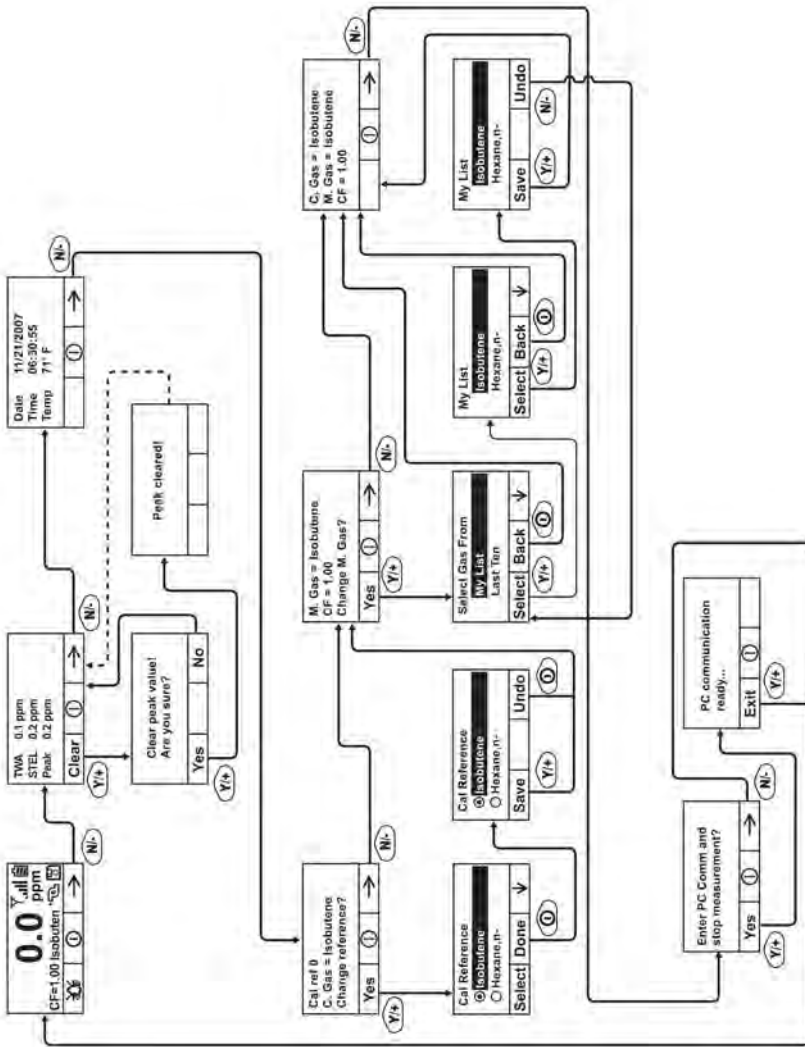 0.0
ppm
CF=1.00 Isobuten
N/-
TWA 0.1 ppm
STEL 0.2 ppm
Peak 0.2 ppm
Clear
Y/+
N/-
Date 11/21/2007
Time 06:30:55
Temp 71° F
N/-
Clear peak value!
Are you sure?
Yes No
Y/+
Peak cleared!
Cal ref 0
C. Gas = Isobutene
Change reference?
Yes
Y/+
N/-
M. Gas = Isobutene
CF = 1.00
Change M. Gas?
Yes
Y/+
N/-
C. Gas = Isobutene
M. Gas = Isobutene
CF = 1.00
N/-
Cal Reference
Isobutene
Hexane,n-
Select Done
Cal Reference
Isobutene
Hexane,n-
Save Undo
Y/+
Select Gas From
My List
Last Ten
Select Back
Y/+
My List
Isobutene
Hexane,n-
Select Back
Y/+
My List
Isobutene
Hexane,n-
Save Undo
Y/+
N/-
Enter PC Comm and
stop measurement?
Yes
Y/+
N/-
PC communication
ready...
Exit
Y/+